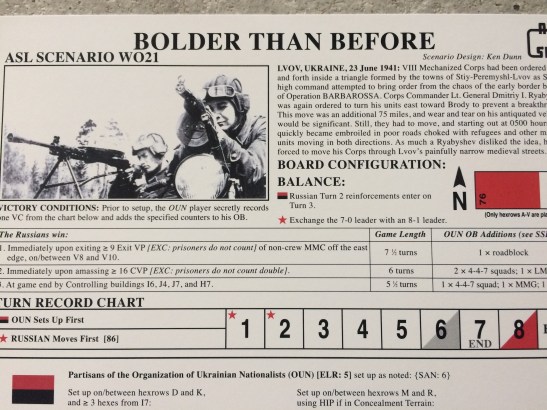 BOLDER THAN BEFORE
ASL SCENARIO WO21
Scenario Design: Ken Dunn
LVOV, UKRAINE, 23 June 1941: VIII Mechanized Corps had been ordered
and forth inside a triangle formed by the towns of Stiy-Peremyshl-Lvov as S
high command attempted to bring order from the chaos of the early border b
of Operation BARBAROSSA. Corps Commander Lt. General Dmitriy I. Ryaby
was again ordered to turn his units east toward Brody to prevent a breakthr
This move was an additional 75 miles, and wear and tear on his antiquated ve
would be significant. Still, they had to move, and starting out at 0500 hour
quickly became embroiled in poor roads choked with refugees and other m
units moving in both directions. As much a Ryabyshev disliked the idea, h
forced to move his Corps through Lvov's painfully narrow medieval streets.
BOARD CONFIGURATION:
BALANCE:
Russian Turn 2 reinforcements enter on
Turn 3.
★ Exchange the 7-0 leader with an 8-1 leader.
N
76
(Only hexrows A-V are pla
VICTORY CONDITIONS: Prior to setup, the OUN player secretly records
one VC from the chart below and adds the specified counters to his OB.
The Russians win:
Game Length
OUN OB Additions (see SS
1. Immediately upon exiting ≥ 9 Exit VP [EXC: prisoners do not count] of non-crew MMC off the east
edge, on/between V8 and V10.
7 ½ turns
1 × roadblock
2. Immediately upon amassing ≥ 16 CVP [EXC: prisoners do not count double].
6 turns
2 × 4-4-7 squads; 1 × LM
3. At game end by Controlling buildings I6, J4, J7, and H7.
5 ½ turns
1 × 4-4-7 squad; 1 × MMG; 1
TURN RECORD CHART
OUN Sets Up First
★ RUSSIAN Moves First [86]
★1 ★2 3 4 5 6 7 8
END
Partisans of the Organization of Ukrainian Nationalists (OUN) [ELR: 5] set up as noted: {SAN: 6}
Set up on/between hexrows D and K,
and ≥ 3 hexes from I7:
Set up on/between hexrows M and R,
using HIP if in Concealment Terrain: